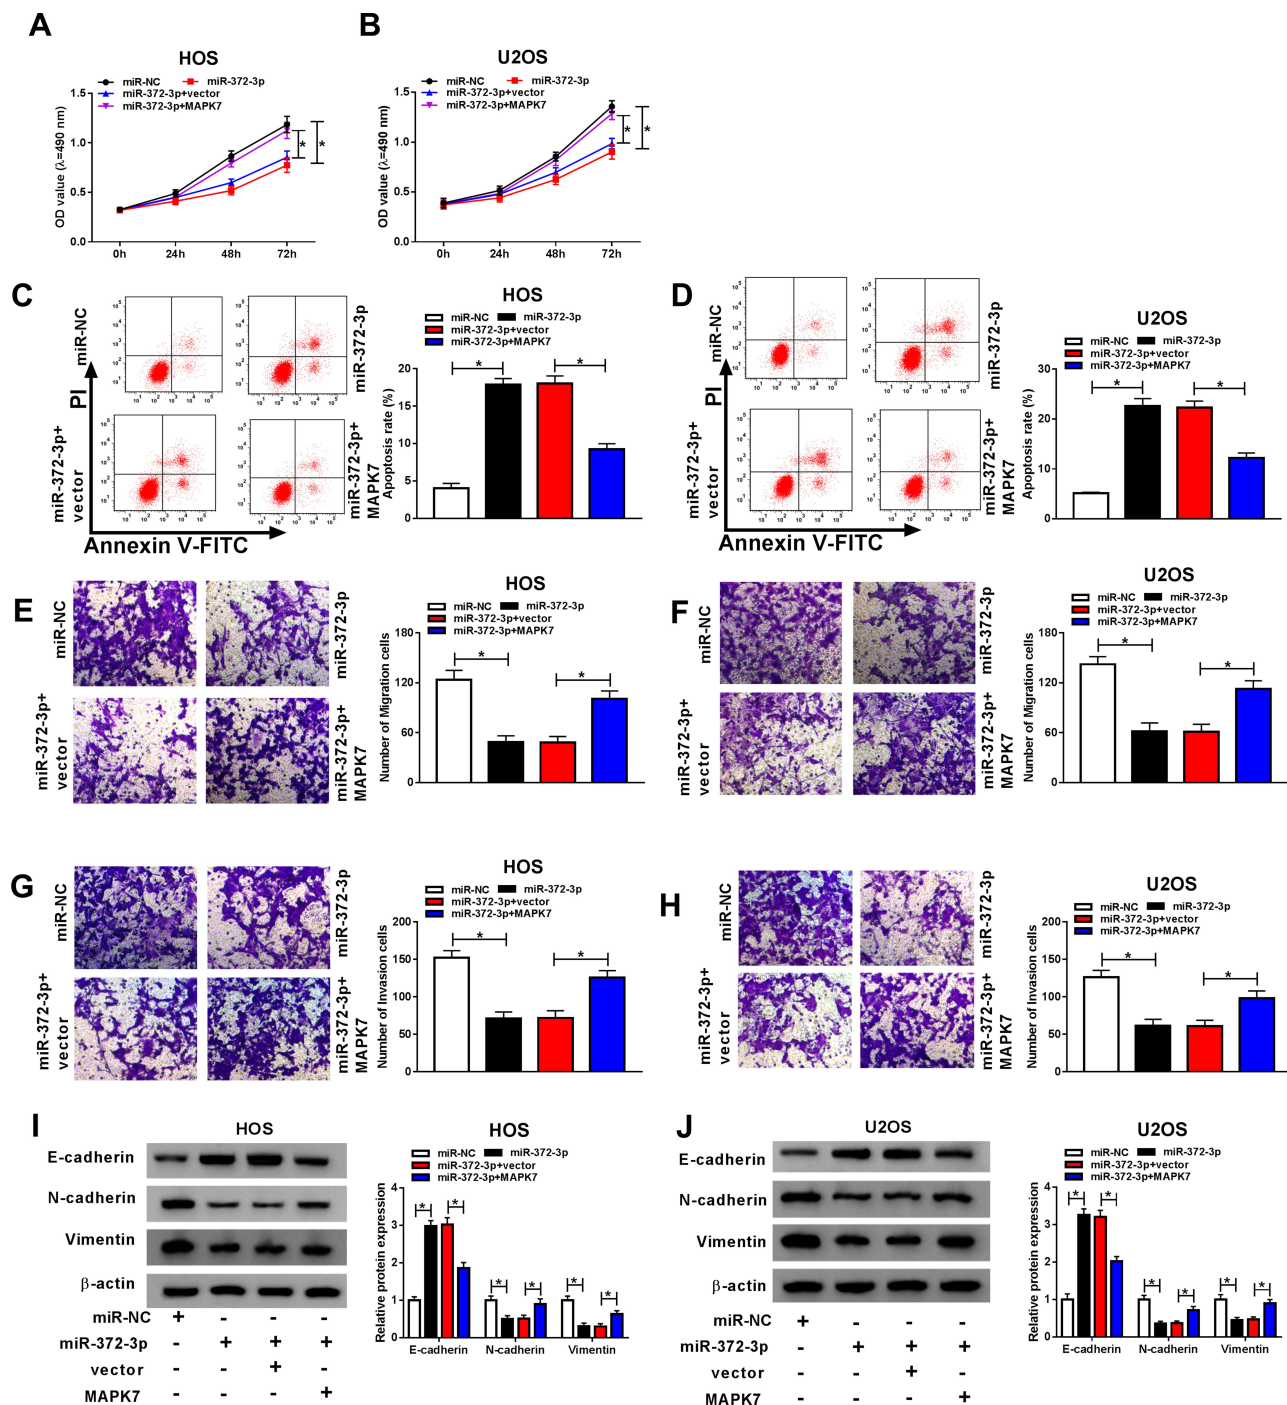 A
HOS
miR-NC miR-372-3p
miR-372-3p+vector
miR-372-3p+MAPK7
OD value (λ=490 nm)
1.5
1.0
0.5
0.0
0h 24h 48h 72h
*
*
B
U2OS
miR-NC miR-372-3p
miR-372-3p+vector
miR-372-3p+MAPK7
OD value (λ=490 nm)
1.5
1.0
0.5
0.0
0h 24h 48h 72h
*
*
C
miR-NC
miR-372-3p
miR-372-3p+
vector
miR-372-3p+
MAPK7
PI
Annexin V-FITC
HOS
miR-NC miR-372-3p
miR-372-3p+vector
miR-372-3p+MAPK7
Apoptosis rate (%)
20
15
10
5
0
* *
D
miR-NC
miR-372-3p
miR-372-3p+
vector
miR-372-3p+
MAPK7
PI
Annexin V-FITC
U2OS
miR-NC miR-372-3p
miR-372-3p+vector
miR-372-3p+MAPK7
Apoptosis rate (%)
30
20
10
0
* *
E
miR-NC
miR-372-3p
miR-372-3p+
vector
miR-372-3p+
MAPK7
HOS
miR-NC miR-372-3p
miR-372-3p+vector
miR-372-3p+MAPK7
Number of Migration cells
180
120
60
0
* *
F
miR-NC
miR-372-3p
miR-372-3p+
vector
miR-372-3p+
MAPK7
U2OS
miR-NC miR-372-3p
miR-372-3p+vector
miR-372-3p+MAPK7
Number of Migration cells
180
120
60
0
* *
G
miR-NC
miR-372-3p
miR-372-3p+
vector
miR-372-3p+
MAPK7
HOS
miR-NC miR-372-3p
miR-372-3p+vector
miR-372-3p+MAPK7
Number of Invasion cells
200
150
100
50
0
* *
H
miR-NC
miR-372-3p
miR-372-3p+
vector
miR-372-3p+
MAPK7
U2OS
miR-NC miR-372-3p
miR-372-3p+vector
miR-372-3p+MAPK7
Number of Invasion cells
200
150
100
50
0
* *
I
HOS
E-cadherin
N-cadherin
Vimentin
β-actin
miR-NC + - - -
miR-372-3p - + + +
vector - - + -
MAPK7 - - - +
HOS
miR-NC miR-372-3p
miR-372-3p+vector
miR-372-3p+MAPK7
Relative protein expression
4
3
2
1
0
* * * * * *
E-cadherin N-cadherin Vimentin
J
U2OS
E-cadherin
N-cadherin
Vimentin
β-actin
miR-NC + - - -
miR-372-3p - + + +
vector - - + -
MAPK7 - - - +
U2OS
miR-NC miR-372-3p
miR-372-3p+vector
miR-372-3p+MAPK7
Relative protein expression
4
3
2
1
0
* * * * * *
E-cadherin N-cadherin Vimentin